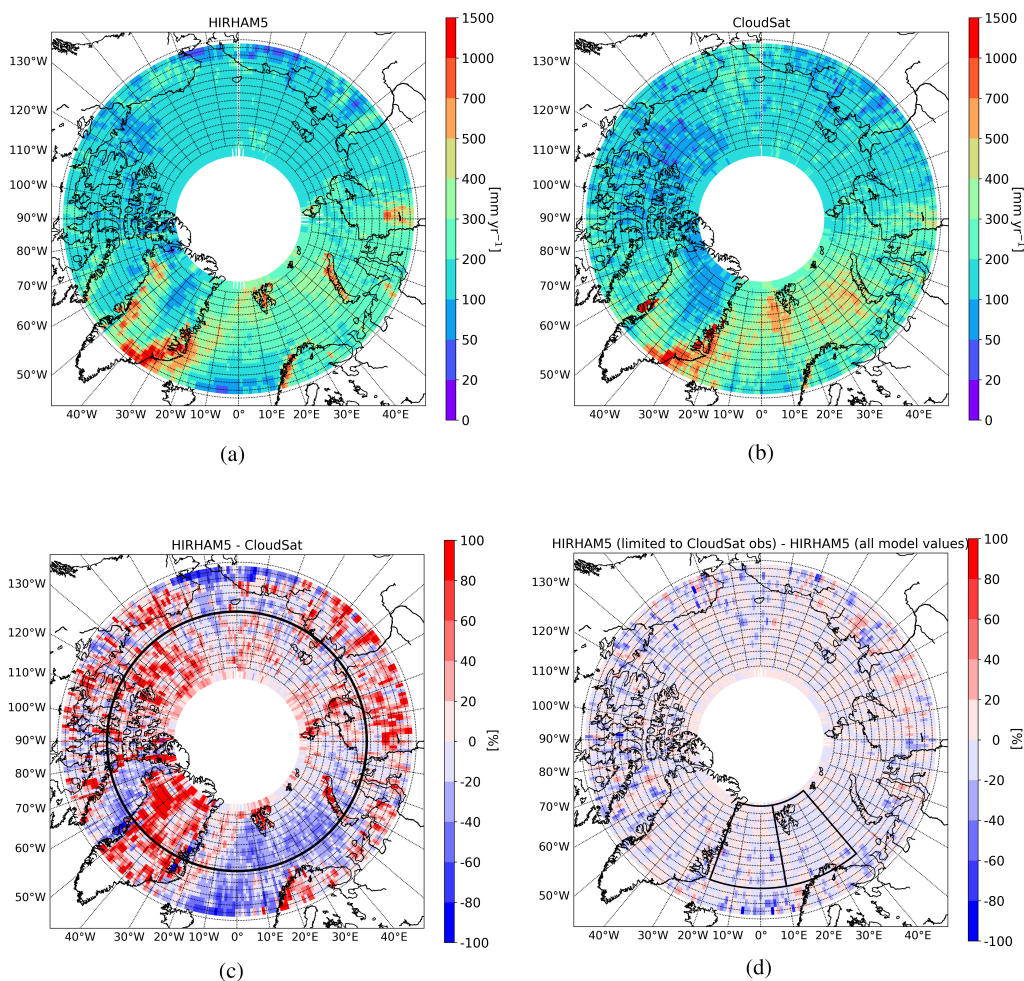 HIRHAM5
130°W
120°W
110°W
100°W
90°W
80°W
70°W
60°W
50°W
40°W 30°W 20°W 10°W 0° 10°E 20°E 30°E 40°E
1500
1000
700
500
400
300
200
100
50
20
0
[mm yr⁻¹]
(a)
CloudSat
130°W
120°W
110°W
100°W
90°W
80°W
70°W
60°W
50°W
40°W 30°W 20°W 10°W 0° 10°E 20°E 30°E 40°E
1500
1000
700
500
400
300
200
100
50
20
0
[mm yr⁻¹]
(b)
HIRHAM5 - CloudSat
130°W
120°W
110°W
100°W
90°W
80°W
70°W
60°W
50°W
40°W 30°W 20°W 10°W 0° 10°E 20°E 30°E 40°E
100
80
60
40
20
0
-20
-40
-60
-80
-100
[%]
(c)
HIRHAM5 (limited to CloudSat obs) - HIRHAM5 (all model values)
130°W
120°W
110°W
100°W
90°W
80°W
70°W
60°W
50°W
40°W 30°W 20°W 10°W 0° 10°E 20°E 30°E 40°E
100
80
60
40
20
0
-20
-40
-60
-80
-100
[%]
(d)